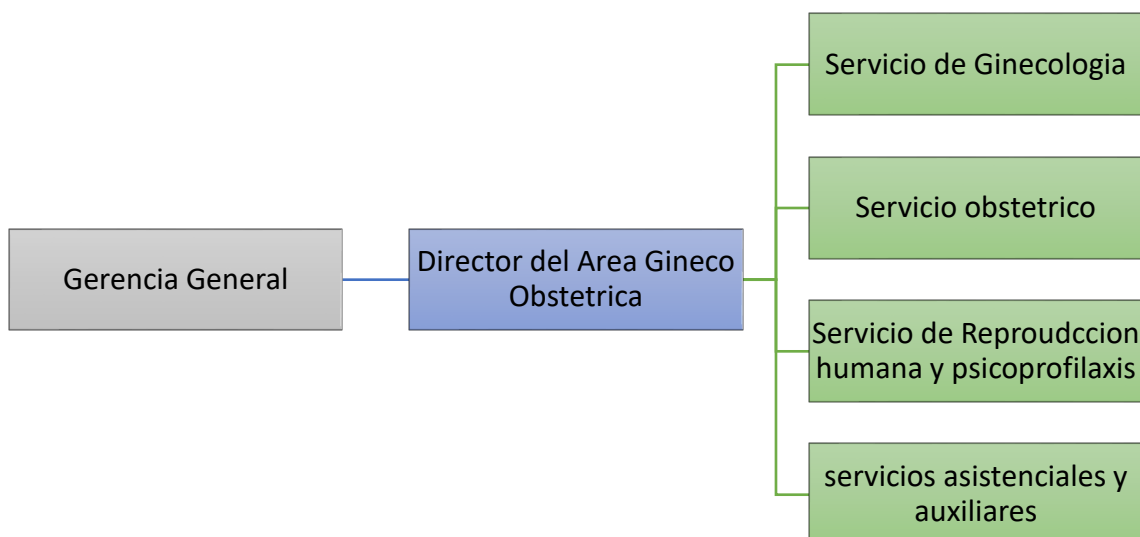 Gerencia General
Director del Area Gineco
Obstetrica
Servicio de Ginecologia
Servicio obstetrico
Servicio de Reproudccion
humana y psicoprofilaxis
servicios asistenciales y
auxiliares